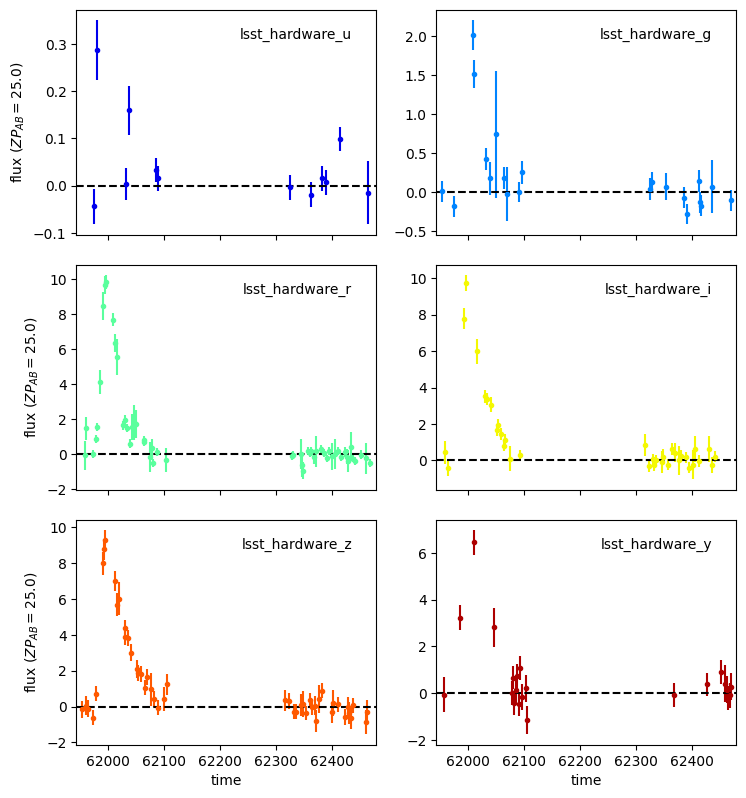 lsst_hardware_u
lsst_hardware_g
flux (ZP_AB = 25.0)
0.3
0.2
0.1
0.0
−0.1
2.0
1.5
1.0
0.5
0.0
−0.5
lsst_hardware_r
lsst_hardware_i
flux (ZP_AB = 25.0)
10
8
6
4
2
0
−2
10
8
6
4
2
0
lsst_hardware_z
lsst_hardware_y
flux (ZP_AB = 25.0)
10
8
6
4
2
0
−2
6
4
2
0
−2
62000 62100 62200 62300 62400
62000 62100 62200 62300 62400
time
time